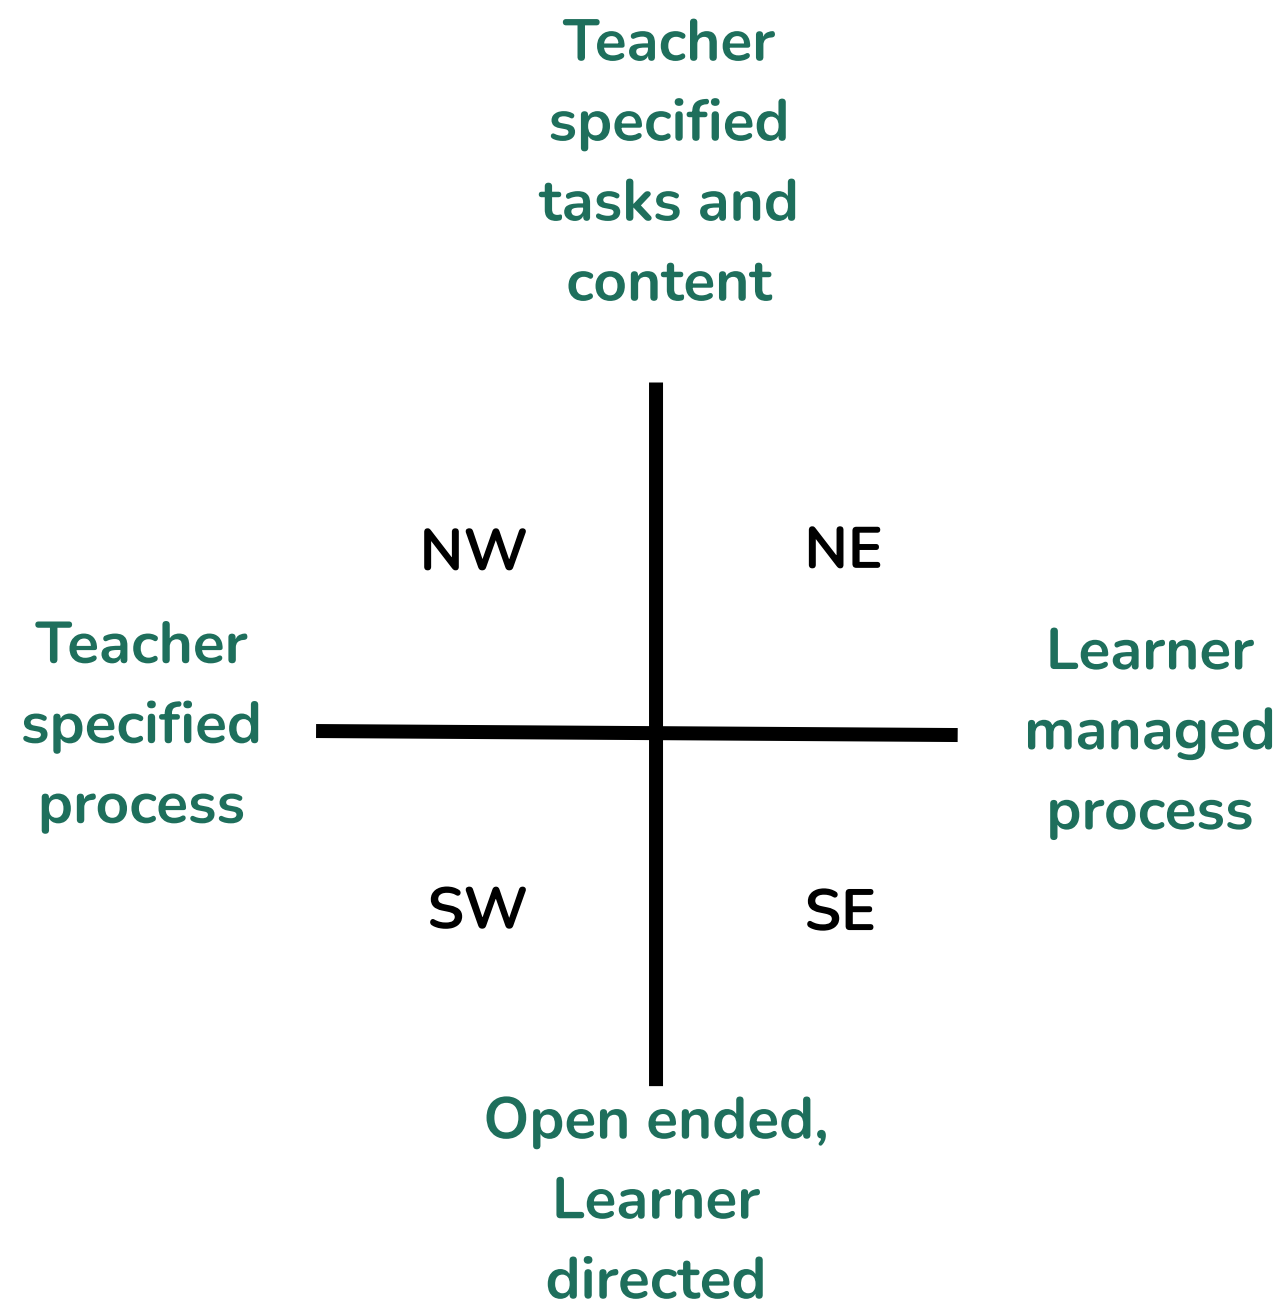 Teacher
specified
tasks and
content
NW
NE
Teacher
specified
process
Learner
managed
process
SW
SE
Open ended,
Learner
directed